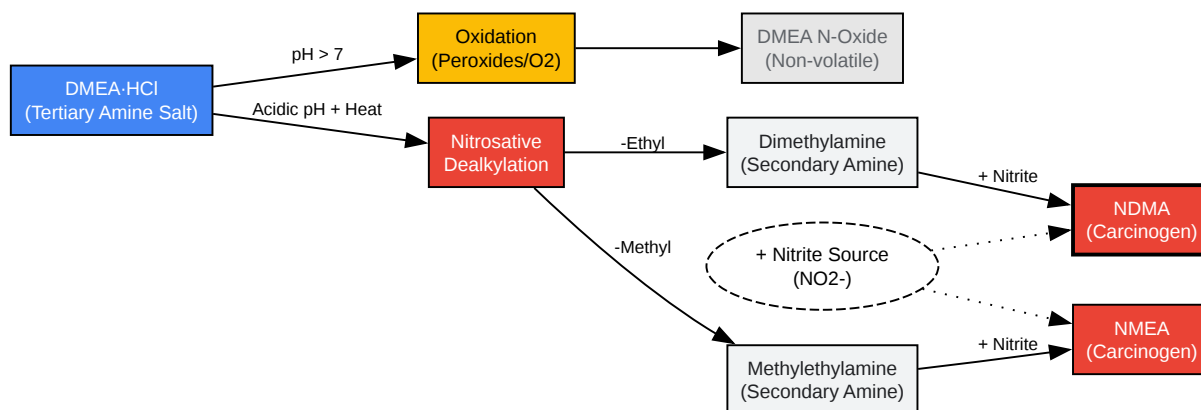 DMEA·HCl
(Tertiary Amine Salt)
pH > 7
Acidic pH + Heat
Oxidation
(Peroxides/O2)
DMEA N-Oxide
(Non-volatile)
Nitrosative
Dealkylation
-Ethyl
-Methyl
Dimethylamine
(Secondary Amine)
+ Nitrite
NDMA
(Carcinogen)
+ Nitrite Source
(NO2-)
Methylethylamine
(Secondary Amine)
+ Nitrite
NMEA
(Carcinogen)